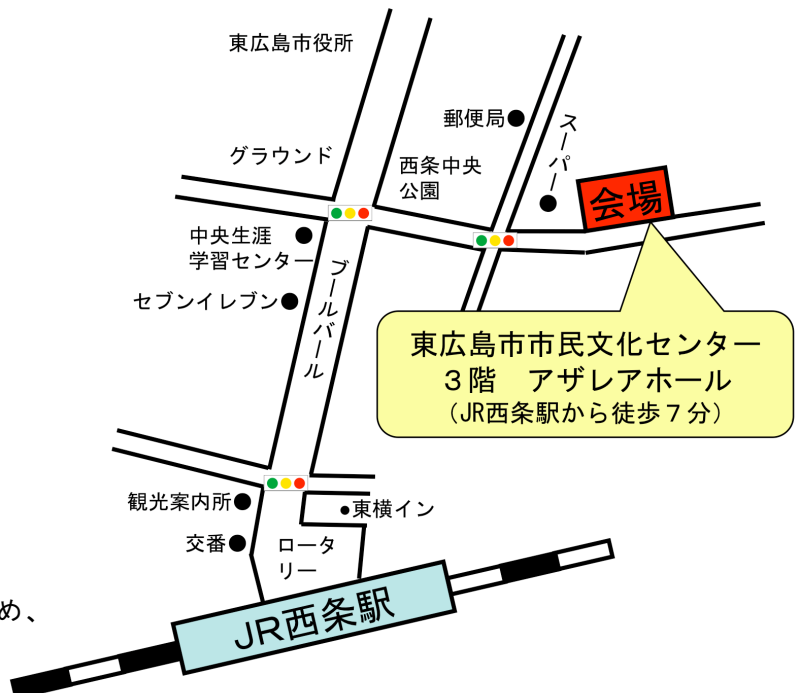 東広島市役所
郵便局
スーパー
グラウンド
西条中央
公園
会場
中央生涯
学習センター
セブンイレブン
ブールバール
東広島市市民文化センター
３階　アザレアホール
（JR西条駅から徒歩７分）
観光案内所
東横イン
交番
ロータ
リー
め、
JR西条駅